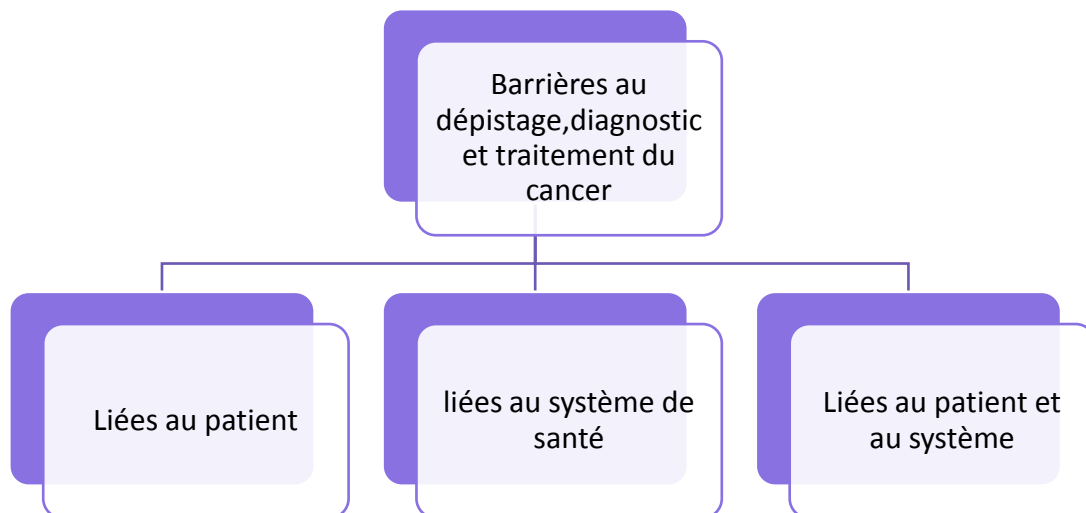 Barrières au
dépistage,diagnostic
et traitement du
cancer
Liées au patient
liées au système de
santé
Liées au patient et
au système